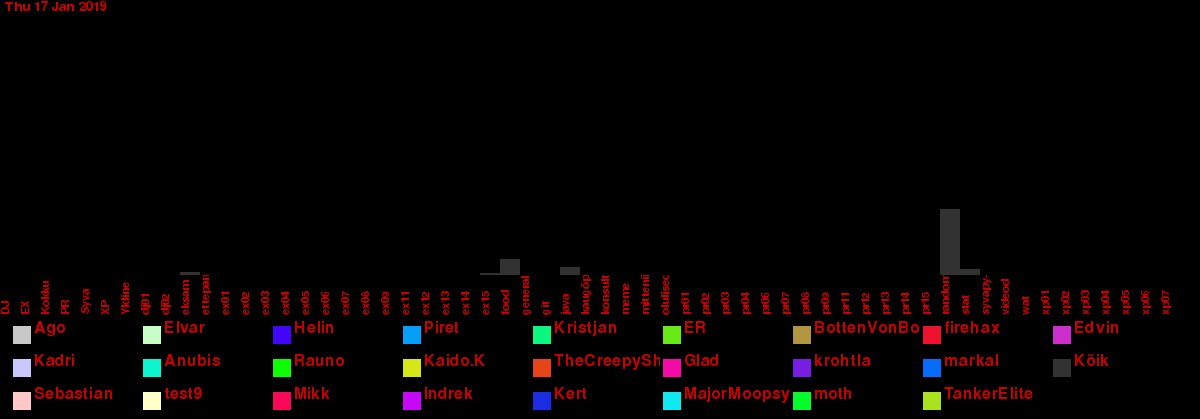 Thu 17 Jan 2019
DJ EX Kokku PR Syva XP Yldine dj01 dj02 eksam ettepan ex01 ex02 ex03 ex04 ex05 ex06 ex07 ex08 ex09 ex11 ex12 ex13 ex14 ex15 food general git java kaugõp konsult meme mitteni olulisec pr01 pr02 pr03 pr04 pr06 pr07 pr08 pr09 pr11 pr12 pr13 pr14 pr15 random stat syvapy- videod wat xp01 xp02 xp03 xp04 xp05 xp06 xp07
Ago Elvar Helin Piret Kristjan ER BottenVonBo firehax Edvin
Kadri Anubis Rauno Kaido.K TheCreepySh Glad krohtla markal Kõik
Sebastian test9 Mikk Indrek Kert MajorMoopsy moth TankerElite